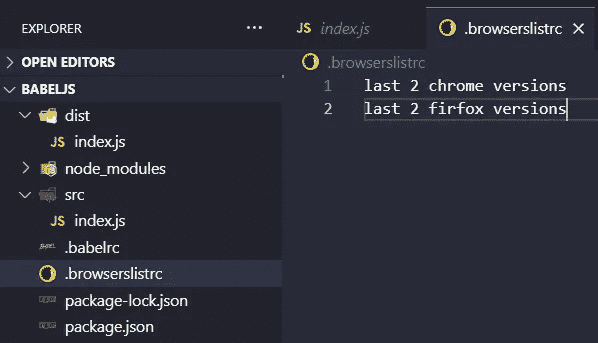 EXPLORER ...
JS index.js
.browserslistrc ×
OPEN EDITORS
.browserslistrc
BABELJS
1 last 2 chrome versions
2 last 2 firfox versions
dist
JS index.js
node_modules
src
JS index.js
BABEL .babelrc
.browserslistrc
package-lock.json
package.json